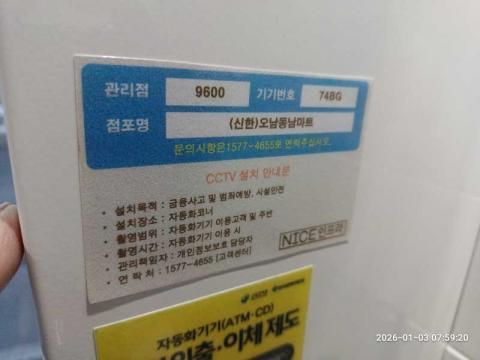 관리점 9600 기기번호 74BG
점포명 (신한)오남동남마트
문의사항은1577-4655로 연락주십시오.
CCTV 설치 안내문
· 설치목적 : 금융사고 및 범죄예방, 시설안전
· 설치장소 : 자동화코너
· 촬영범위 : 자동화기기 이용고객 및 주변
· 촬영시간 : 자동화기기 이용 시
· 관리책임자 : 개인정보보호 담당자
· 연 락 처 : 1577-4655 [고객센터]
NICE인프라
자동화기기(ATM·CD)
인출·이체 제도
2026-01-03 07:59:20